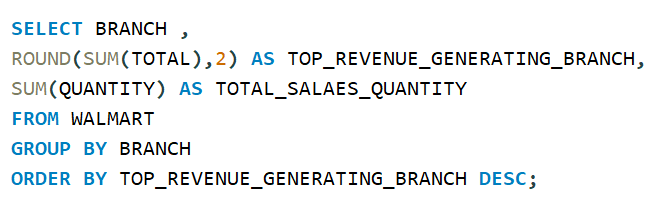 SELECT BRANCH ,
ROUND(SUM(TOTAL),2) AS TOP_REVENUE_GENERATING_BRANCH,
SUM(QUANTITY) AS TOTAL_SALAES_QUANTITY
FROM WALMART
GROUP BY BRANCH
ORDER BY TOP_REVENUE_GENERATING_BRANCH DESC;